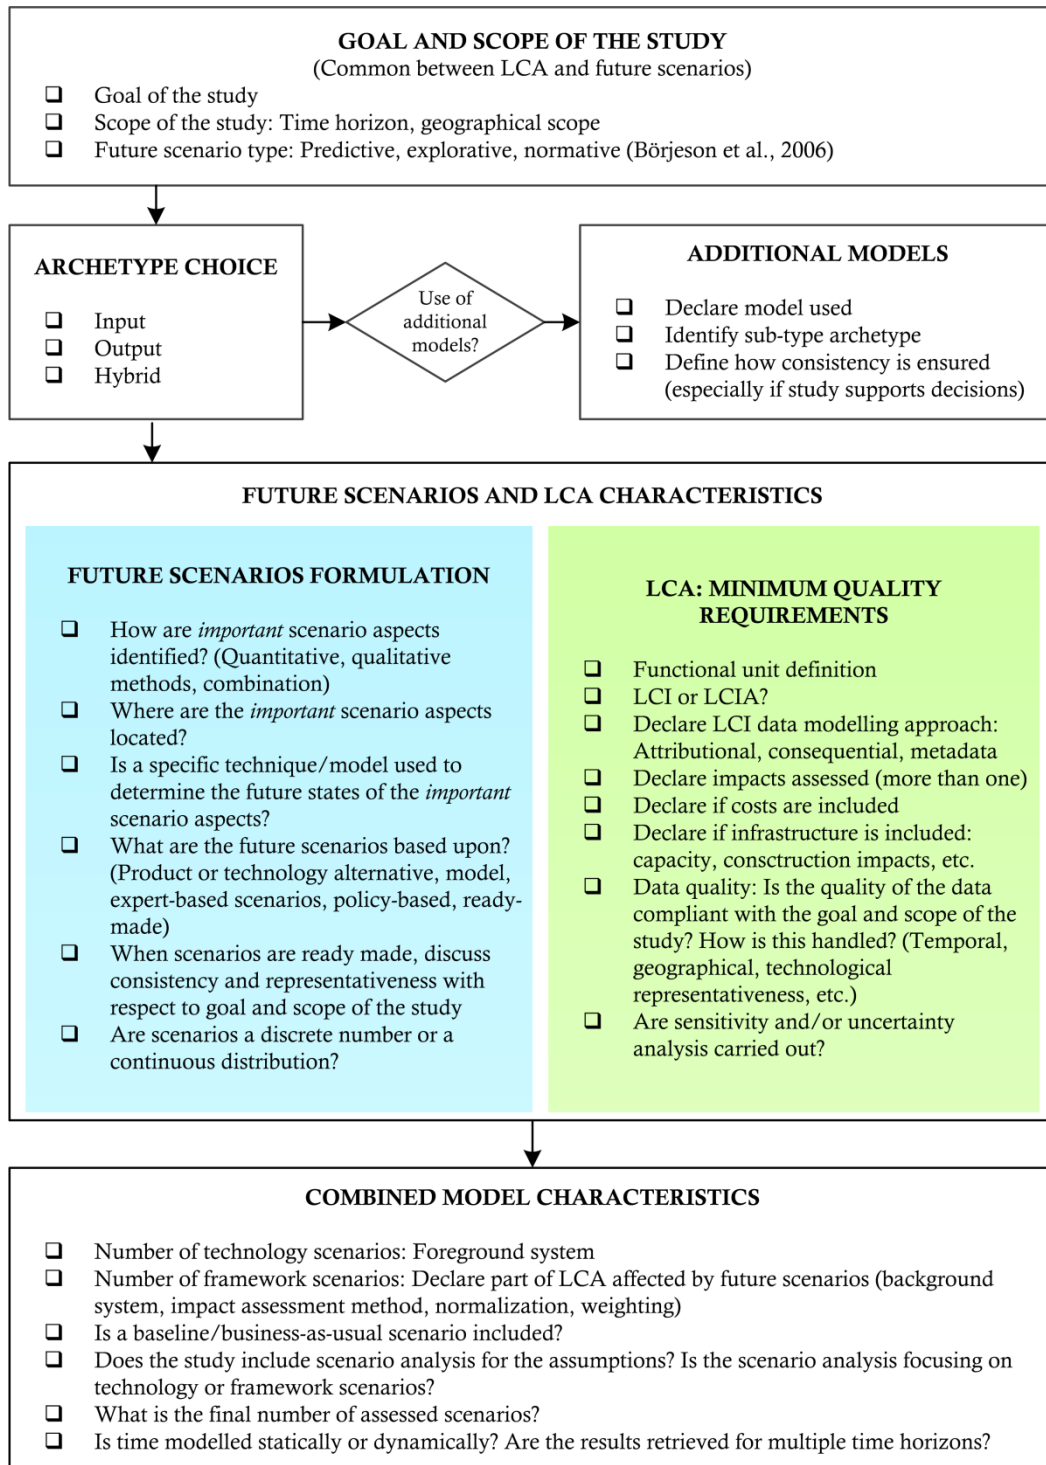 GOAL AND SCOPE OF THE STUDY
(Common between LCA and future scenarios)
❑ Goal of the study
❑ Scope of the study: Time horizon, geographical scope
❑ Future scenario type: Predictive, explorative, normative (Börjeson et al., 2006)
ARCHETYPE CHOICE
❑ Input
❑ Output
❑ Hybrid
Use of
additional
models?
ADDITIONAL MODELS
❑ Declare model used
❑ Identify sub-type archetype
❑ Define how consistency is ensured
(especially if study supports decisions)
FUTURE SCENARIOS AND LCA CHARACTERISTICS
FUTURE SCENARIOS FORMULATION
❑ How are important scenario aspects
identified? (Quantitative, qualitative
methods, combination)
❑ Where are the important scenario aspects
located?
❑ Is a specific technique/model used to
determine the future states of the important
scenario aspects?
❑ What are the future scenarios based upon?
(Product or technology alternative, model,
expert-based scenarios, policy-based, ready-
made)
❑ When scenarios are ready made, discuss
consistency and representativeness with
respect to goal and scope of the study
❑ Are scenarios a discrete number or a
continuous distribution?
LCA: MINIMUM QUALITY
REQUIREMENTS
❑ Functional unit definition
❑ LCI or LCIA?
❑ Declare LCI data modelling approach:
Attributional, consequential, metadata
❑ Declare impacts assessed (more than one)
❑ Declare if costs are included
❑ Declare if infrastructure is included:
capacity, consctruction impacts, etc.
❑ Data quality: Is the quality of the data
compliant with the goal and scope of the
study? How is this handled? (Temporal,
geographical, technological
representativeness, etc.)
❑ Are sensitivity and/or uncertainty
analysis carried out?
COMBINED MODEL CHARACTERISTICS
❑ Number of technology scenarios: Foreground system
❑ Number of framework scenarios: Declare part of LCA affected by future scenarios (background
system, impact assessment method, normalization, weighting)
❑ Is a baseline/business-as-usual scenario included?
❑ Does the study include scenario analysis for the assumptions? Is the scenario analysis focusing on
technology or framework scenarios?
❑ What is the final number of assessed scenarios?
❑ Is time modelled statically or dynamically? Are the results retrieved for multiple time horizons?